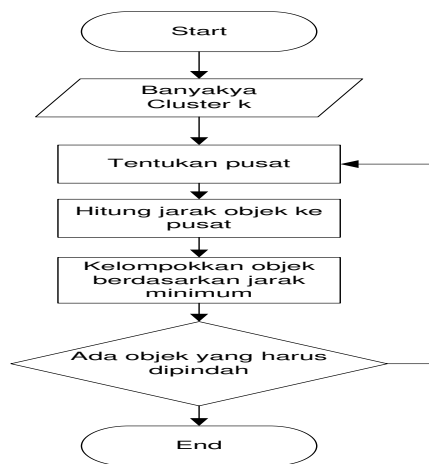 Start
Banyakya
Cluster k
Tentukan pusat
Hitung jarak objek ke
pusat
Kelompokkan objek
berdasarkan jarak
minimum
Ada objek yang harus
dipindah
End